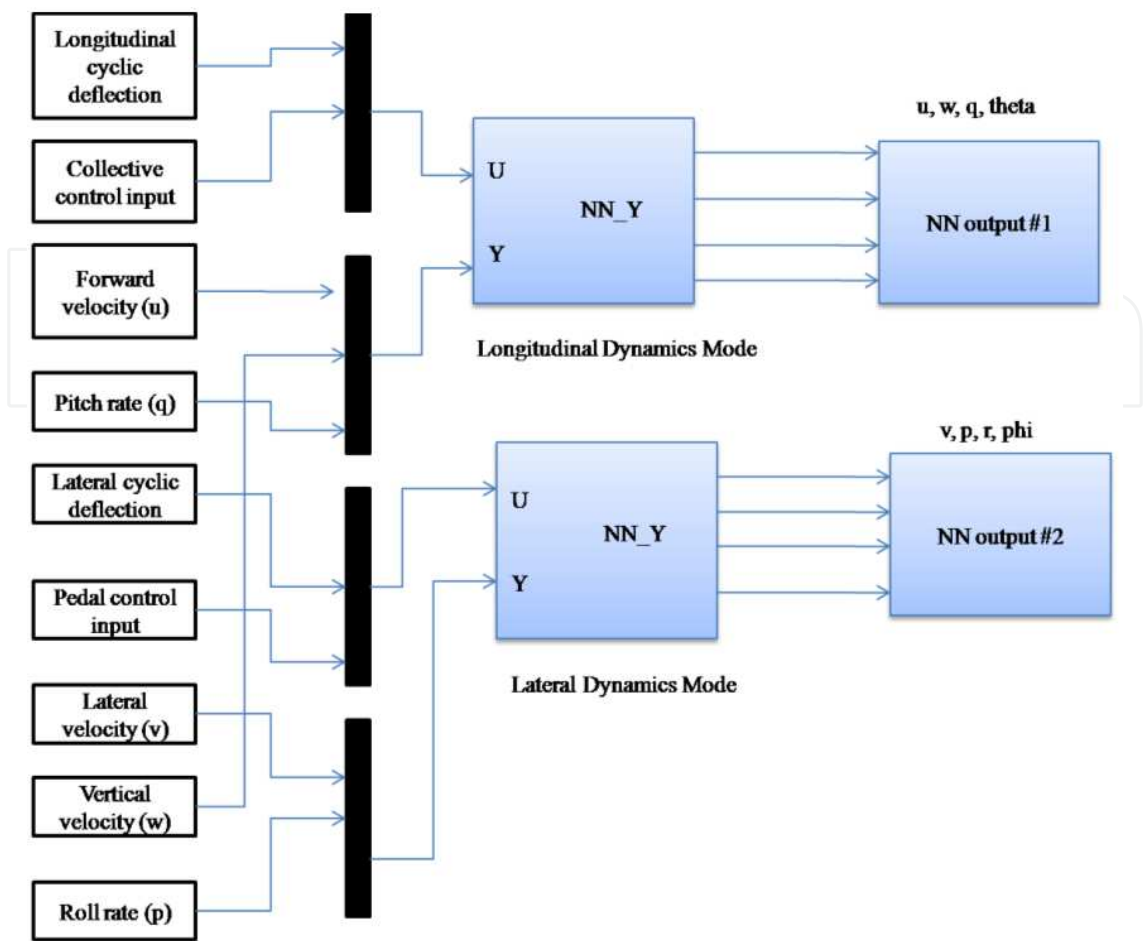 Longitudinal
cyclic
deflection
Collective
control input
Forward
velocity (u)
Pitch rate (q)
Lateral cyclic
deflection
Pedal control
input
Lateral
velocity (v)
Vertical
velocity (w)
Roll rate (p)
U
NN_Y
Y
Longitudinal Dynamics Mode
u, w, q, theta
NN output #1
U
NN_Y
Y
Lateral Dynamics Mode
v, p, r, phi
NN output #2